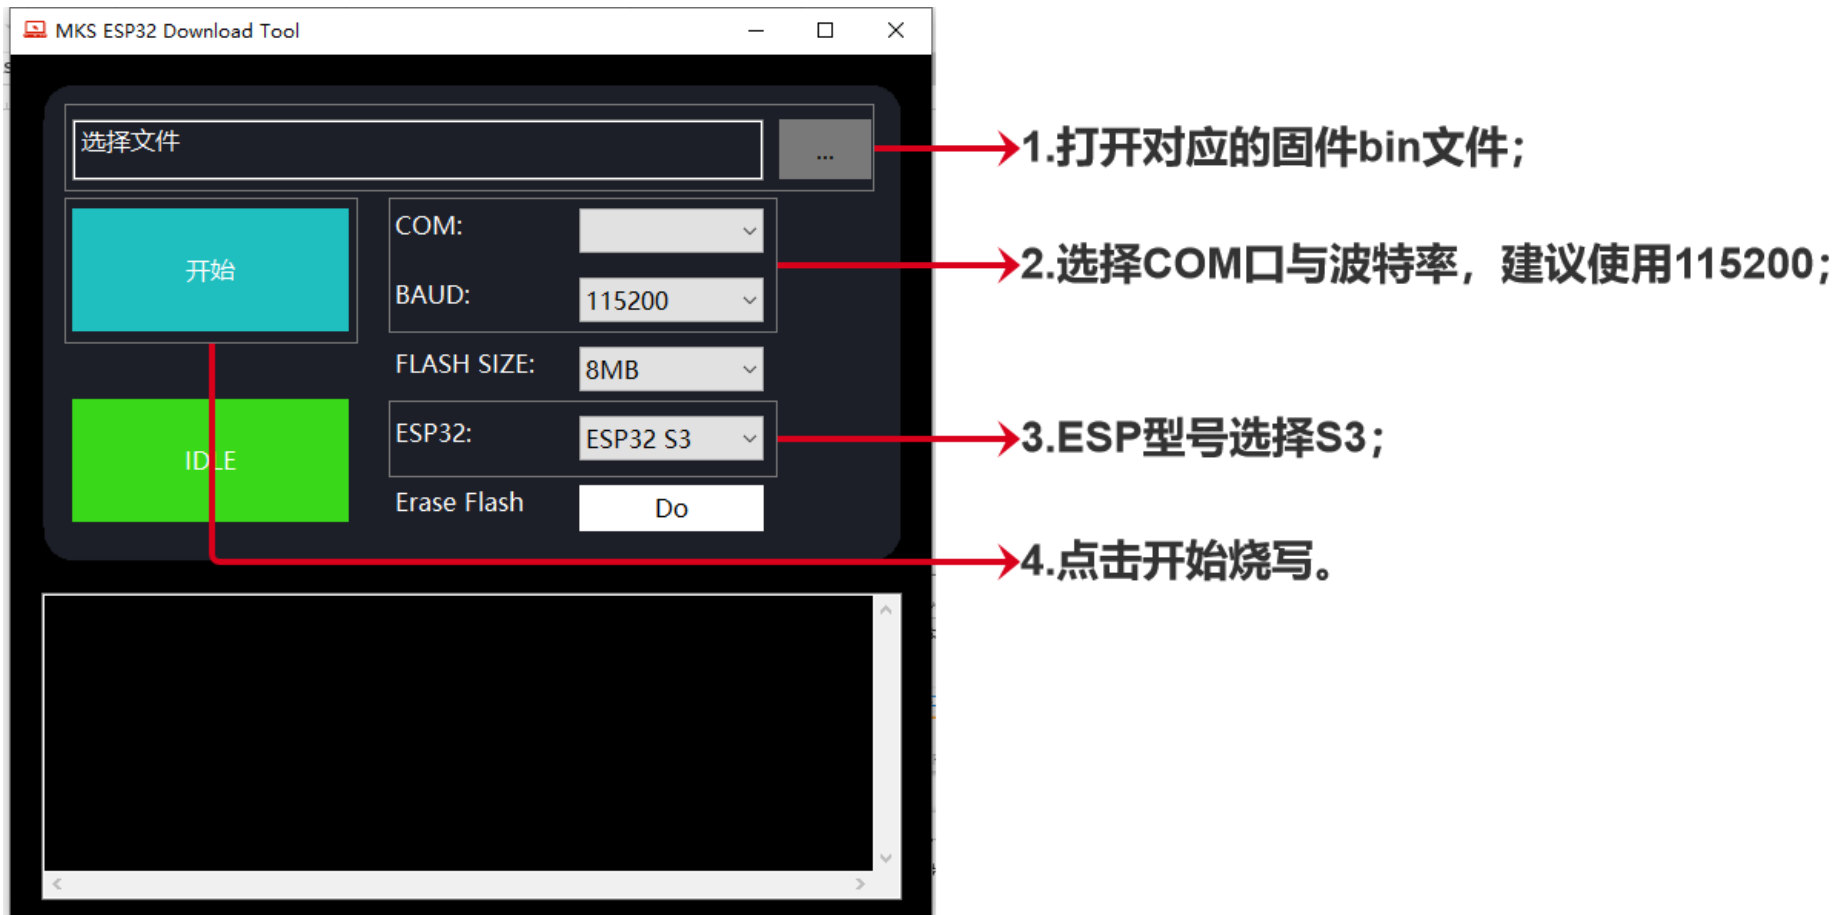 MKS ESP32 Download Tool
选择文件
...
1.打开对应的固件bin文件；
开始
COM:
BAUD:
115200
2.选择COM口与波特率，建议使用115200；
FLASH SIZE:
8MB
IDLE
ESP32:
ESP32 S3
3.ESP型号选择S3；
Erase Flash
Do
4.点击开始烧写。